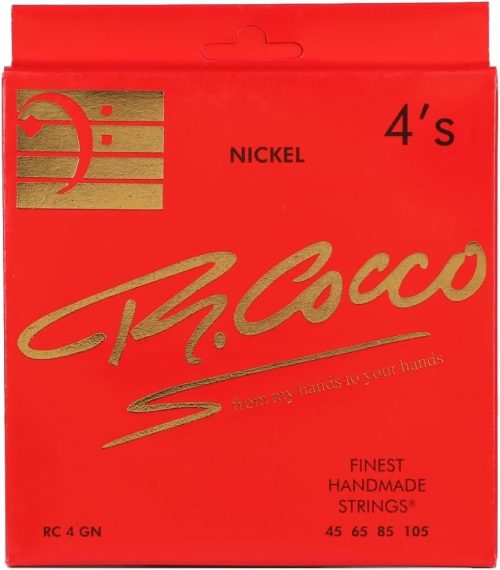 4's
NICKEL
R. Cocco
from my hands to your hands
FINEST
HANDMADE
STRINGS®
RC 4 GN
45 65 85 105